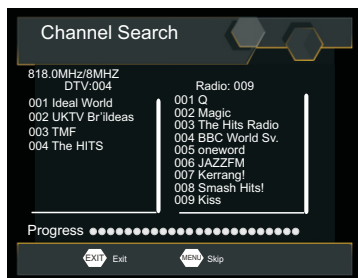 Channel Search
818.0MHz/8MHZ
DTV:004
001 Ideal World
002 UKTV Br'ildeas
003 TMF
004 The HITS
Radio: 009
001 Q
002 Magic
003 The Hits Radio
004 BBC World Sv.
005 oneword
006 JAZZFM
007 Kerrang!
008 Smash Hits!
009 Kiss
Progress
EXIT Exit
MENU Skip